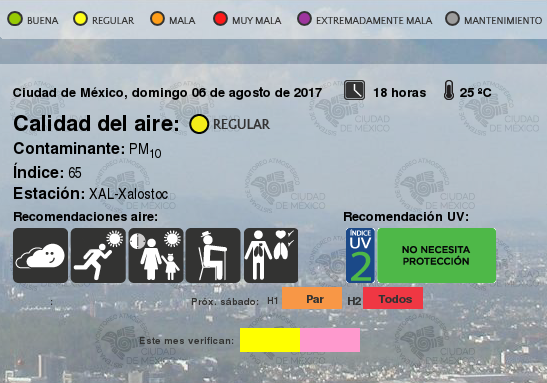 BUENA REGULAR MALA MUY MALA EXTREMADAMENTE MALA MANTENIMIENTO
Ciudad de México, domingo 06 de agosto de 2017 18 horas 25 ºC
Calidad del aire: REGULAR
Contaminante: PM10
Índice: 65
Estación: XAL-Xalostoc
Recomendaciones aire: Recomendación UV:
ÍNDICE
UV
2
NO NECESITA
PROTECCIÓN
: Próx. sábado: H1 Par H2 Todos
Este mes verifican:
CIUDAD
DE MÉXICO